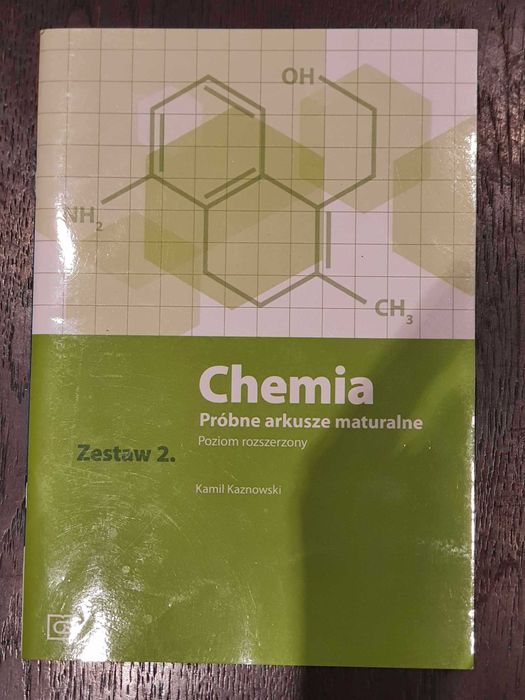 OH
NH2
CH3
Chemia
Próbne arkusze maturalne
Poziom rozszerzony
Zestaw 2.
Kamil Kaznowski